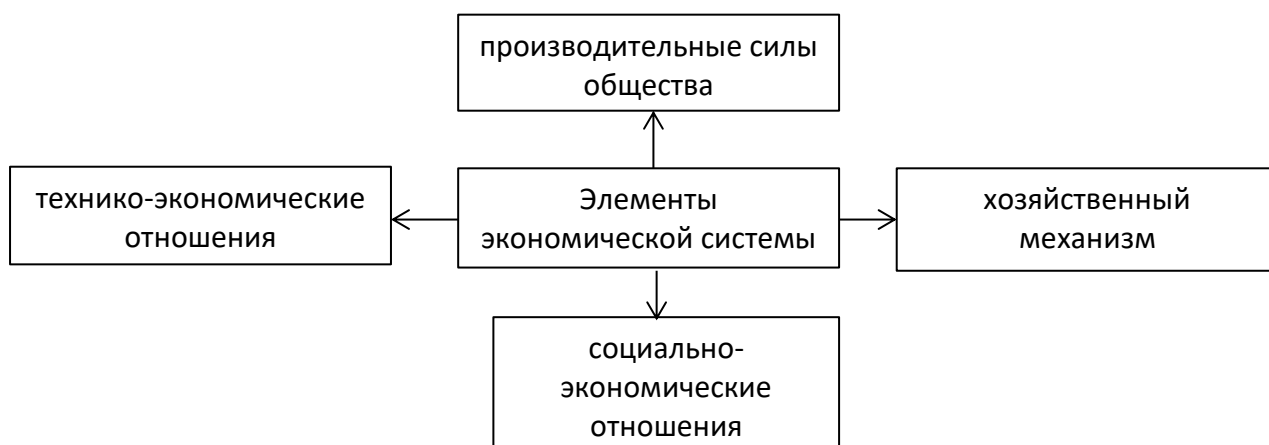 производительные силы
общества
технико-экономические
отношения
Элементы
экономической системы
хозяйственный
механизм
социально-
экономические
отношения